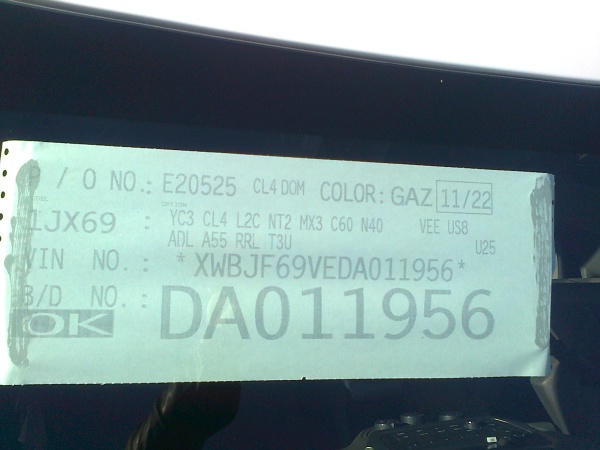 P / O NO.: E20525 CL4 DOM COLOR: GAZ 11/22
1JX69 : YC3 CL4 L2C NT2 MX3 C60 N40 VEE US8
ADL A55 RRL T3U U25
VIN NO. : *XWBJF69VEDA011956*
B/D NO. : DA011956
OK